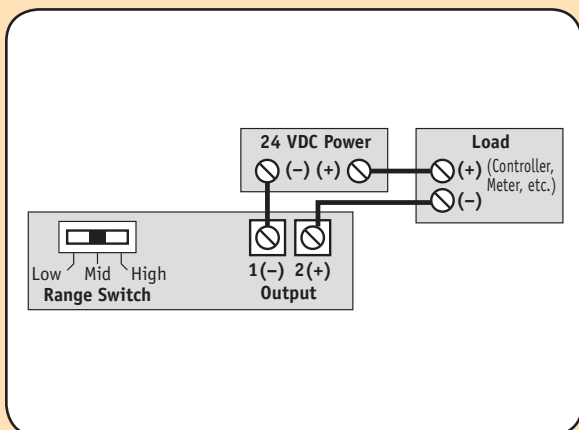 24 VDC Power
(–) (+)
Load
(+) (Controller,
Meter, etc.)
(–)
1(–) 2(+)
Output
Low Mid High
Range Switch